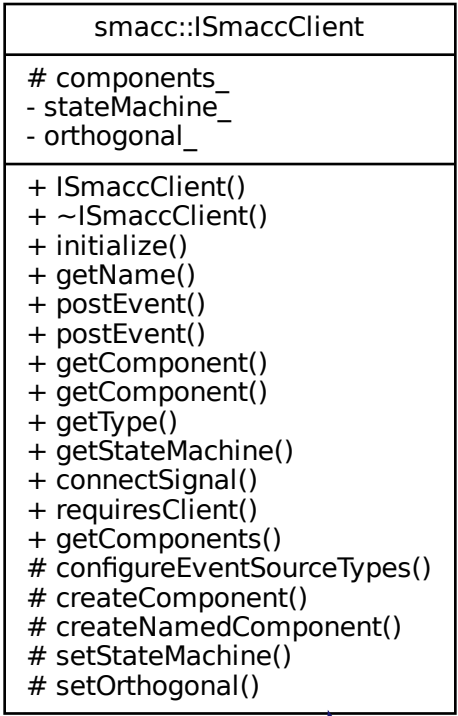 smacc::ISmaccClient
# components_
- stateMachine_
- orthogonal_
+ ISmaccClient()
+ ~ISmaccClient()
+ initialize()
+ getName()
+ postEvent()
+ postEvent()
+ getComponent()
+ getComponent()
+ getType()
+ getStateMachine()
+ connectSignal()
+ requiresClient()
+ getComponents()
# configureEventSourceTypes()
# createComponent()
# createNamedComponent()
# setStateMachine()
# setOrthogonal()